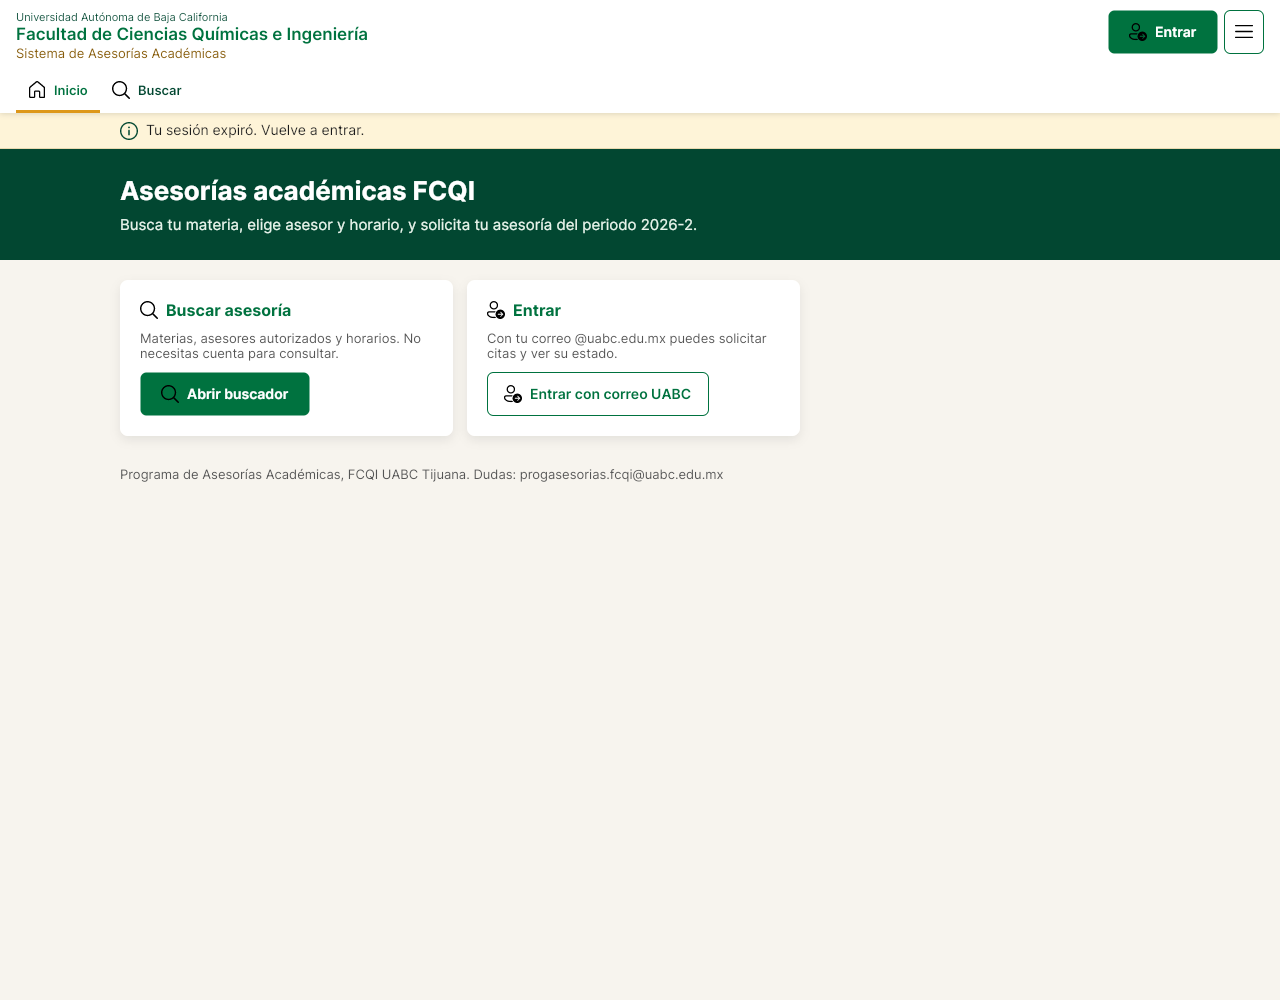 Universidad Autónoma de Baja California
Facultad de Ciencias Químicas e Ingeniería
Sistema de Asesorías Académicas
Entrar
Inicio
Buscar
Tu sesión expiró. Vuelve a entrar.
Asesorías académicas FCQI
Busca tu materia, elige asesor y horario, y solicita tu asesoría del periodo 2026-2.
Buscar asesoría
Materias, asesores autorizados y horarios. No
necesitas cuenta para consultar.
Abrir buscador
Entrar
Con tu correo @uabc.edu.mx puedes solicitar
citas y ver su estado.
Entrar con correo UABC
Programa de Asesorías Académicas, FCQI UABC Tijuana. Dudas: progasesorias.fcqi@uabc.edu.mx